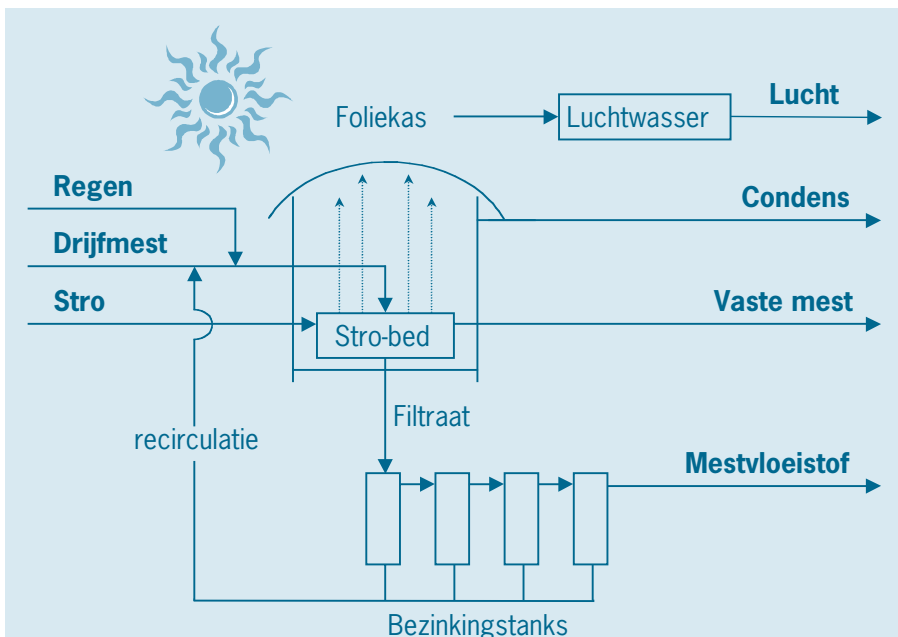 Lucht
Foliekas
Luchtwasser
Regen
Condens
Drijfmest
Stro
Vaste mest
Stro-bed
Filtraat
recirculatie
Mestvloeistof
Bezinkingstanks